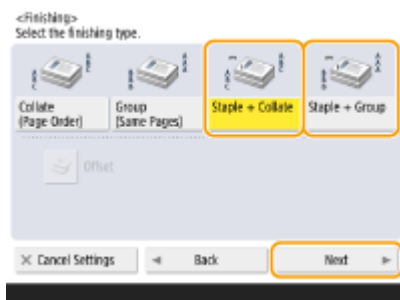 <Finishing>
Select the finishing type.
Collate
(Page Order)
Group
(Same Pages)
Staple + Collate
Staple + Group
Offset
Cancel Settings
Back
Next